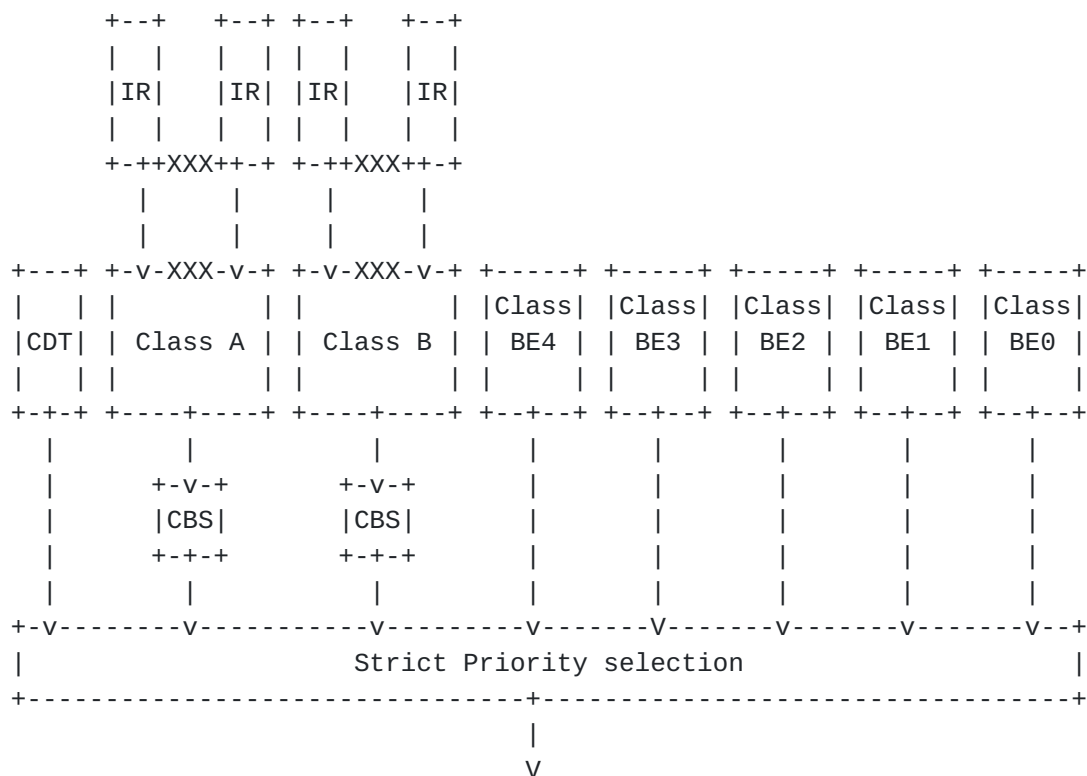 IR IR IR IR
XXX XXX
XXX XXX
Class Class Class Class Class
CDT Class A Class B BE4 BE3 BE2 BE1 BE0
CBS CBS
Strict Priority selection